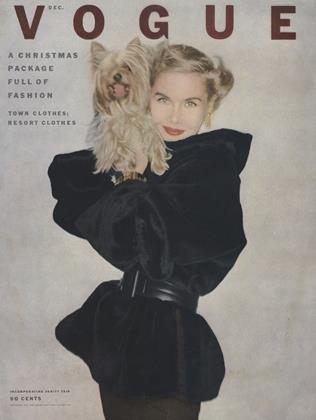 DEC.
VOGUE
A CHRISTMAS
PACKAGE
FULL OF
FASHION
TOWN CLOTHES;
RESORT CLOTHES
INCORPORATING VANITY FAIR
50 CENTS